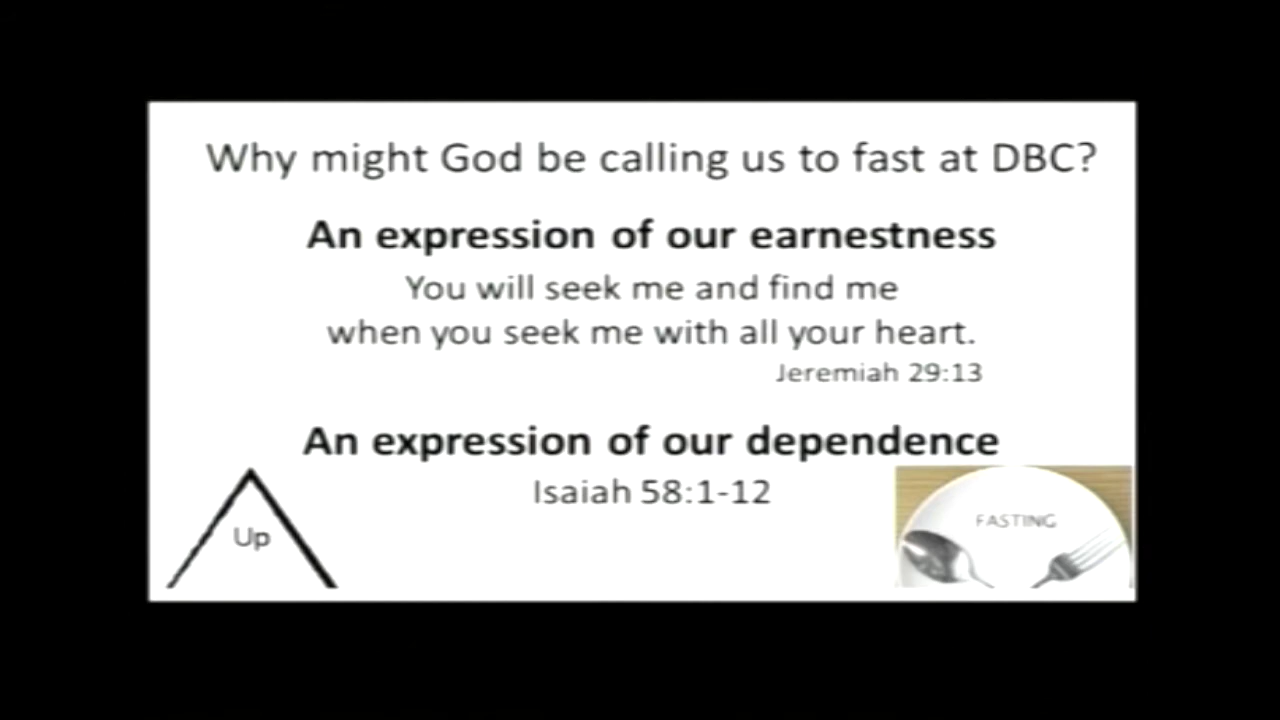 Why might God be calling us to fast at DBC?
An expression of our earnestness
You will seek me and find me
when you seek me with all your heart.
Jeremiah 29:13
An expression of our dependence
Isaiah 58:1-12
Up
FASTING